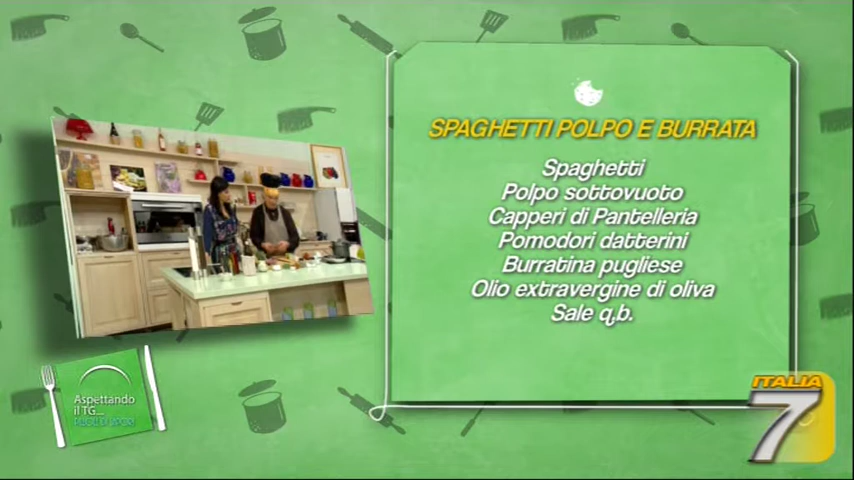 SPAGHETTI POLPO E BURRATA
Spaghetti
Polpo sottovuoto
Capperi di Pantelleria
Pomodori datterini
Burratina pugliese
Olio extravergine di oliva
Sale q.b.
Aspettando
il TG...
ITALIA
7